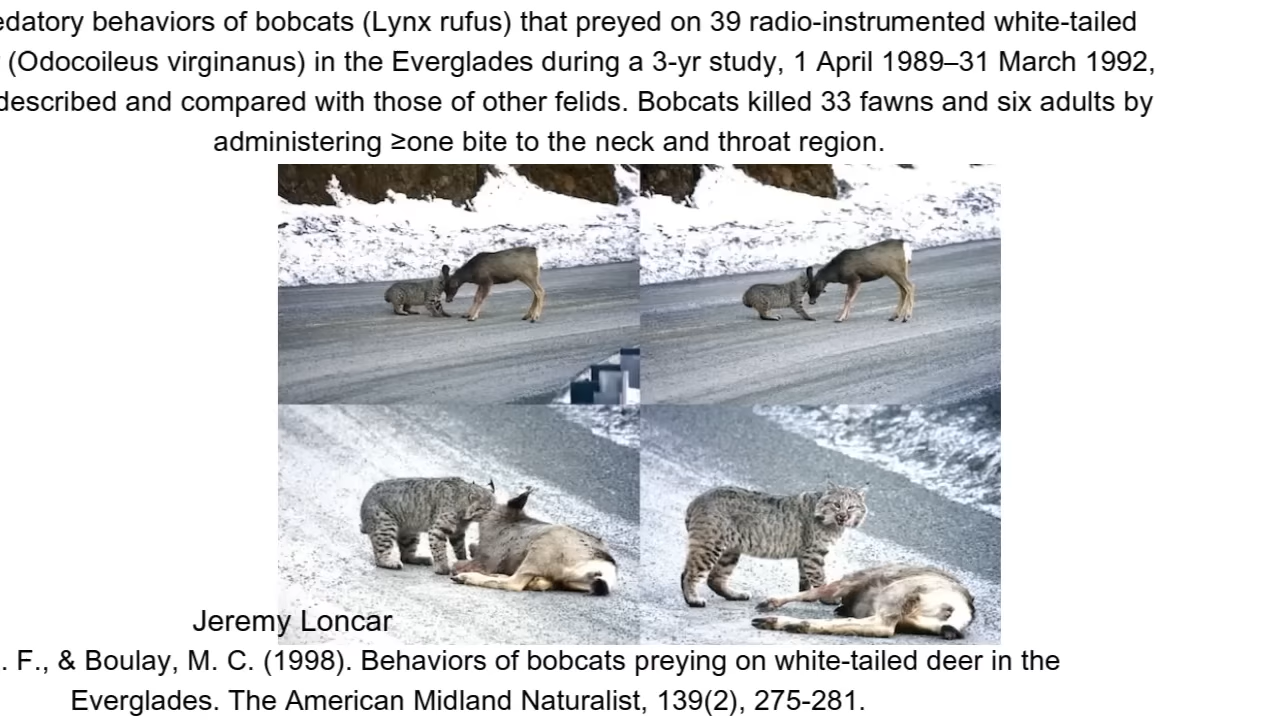 edatory behaviors of bobcats (Lynx rufus) that preyed on 39 radio-instrumented white-tailed
(Odocoileus virginanus) in the Everglades during a 3-yr study, 1 April 1989–31 March 1992,
described and compared with those of other felids. Bobcats killed 33 fawns and six adults by
administering ≥one bite to the neck and throat region.
Jeremy Loncar
. F., & Boulay, M. C. (1998). Behaviors of bobcats preying on white-tailed deer in the
Everglades. The American Midland Naturalist, 139(2), 275-281.